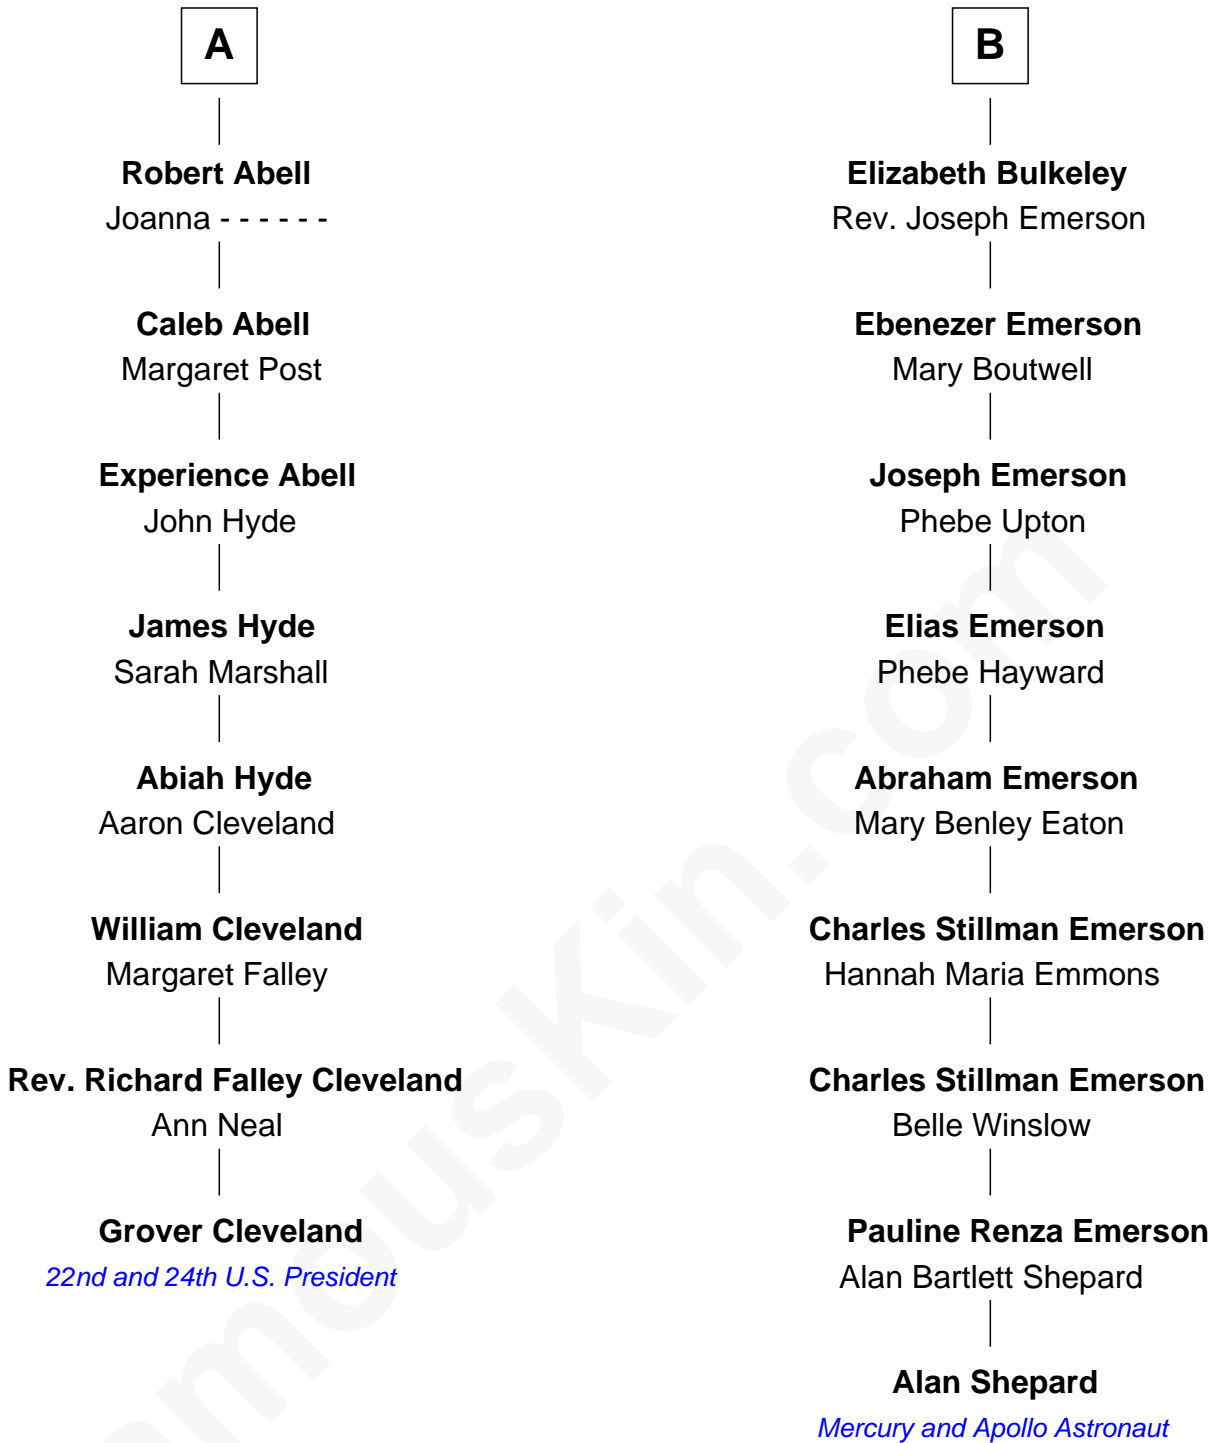 A
Robert Abell
Joanna - - - - - -
Caleb Abell
Margaret Post
Experience Abell
John Hyde
James Hyde
Sarah Marshall
Abiah Hyde
Aaron Cleveland
William Cleveland
Margaret Falley
Rev. Richard Falley Cleveland
Ann Neal
Grover Cleveland
22nd and 24th U.S. President
B
Elizabeth Bulkeley
Rev. Joseph Emerson
Ebenezer Emerson
Mary Boutwell
Joseph Emerson
Phebe Upton
Elias Emerson
Phebe Hayward
Abraham Emerson
Mary Benley Eaton
Charles Stillman Emerson
Hannah Maria Emmons
Charles Stillman Emerson
Belle Winslow
Pauline Renza Emerson
Alan Bartlett Shepard
Alan Shepard
Mercury and Apollo Astronaut
amousKin.com